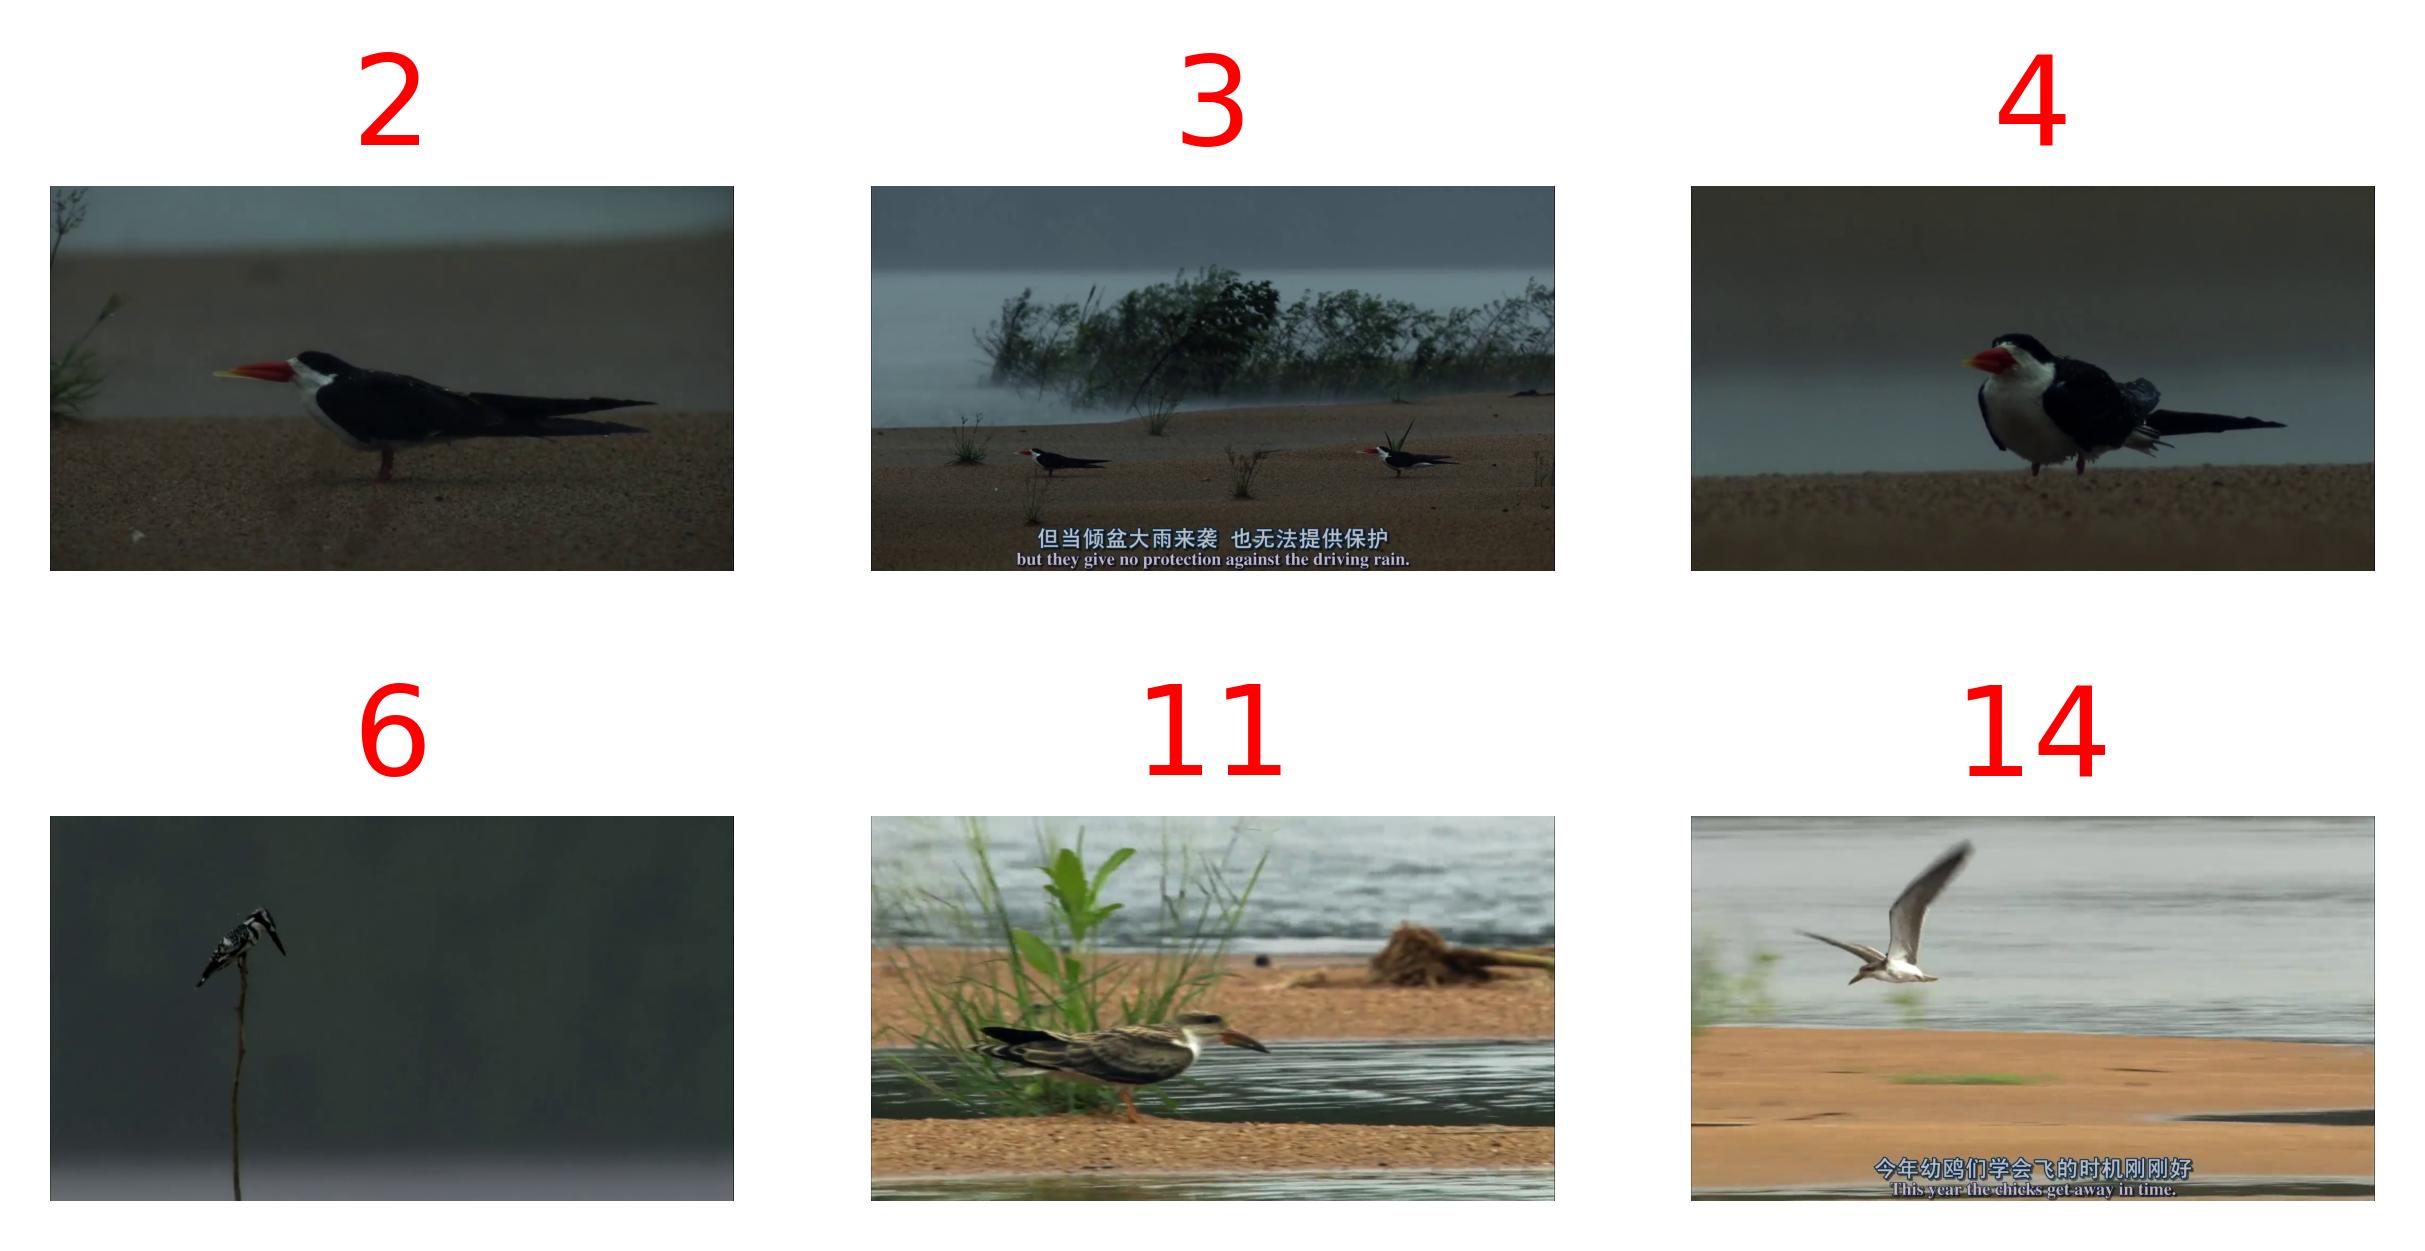 2
3
4
但当倾盆大雨来袭 也无法提供保护
but they give no protection against the driving rain.
6
11
14
今年幼鸥们学会飞的时机刚刚好
This year the chicks get away in time.